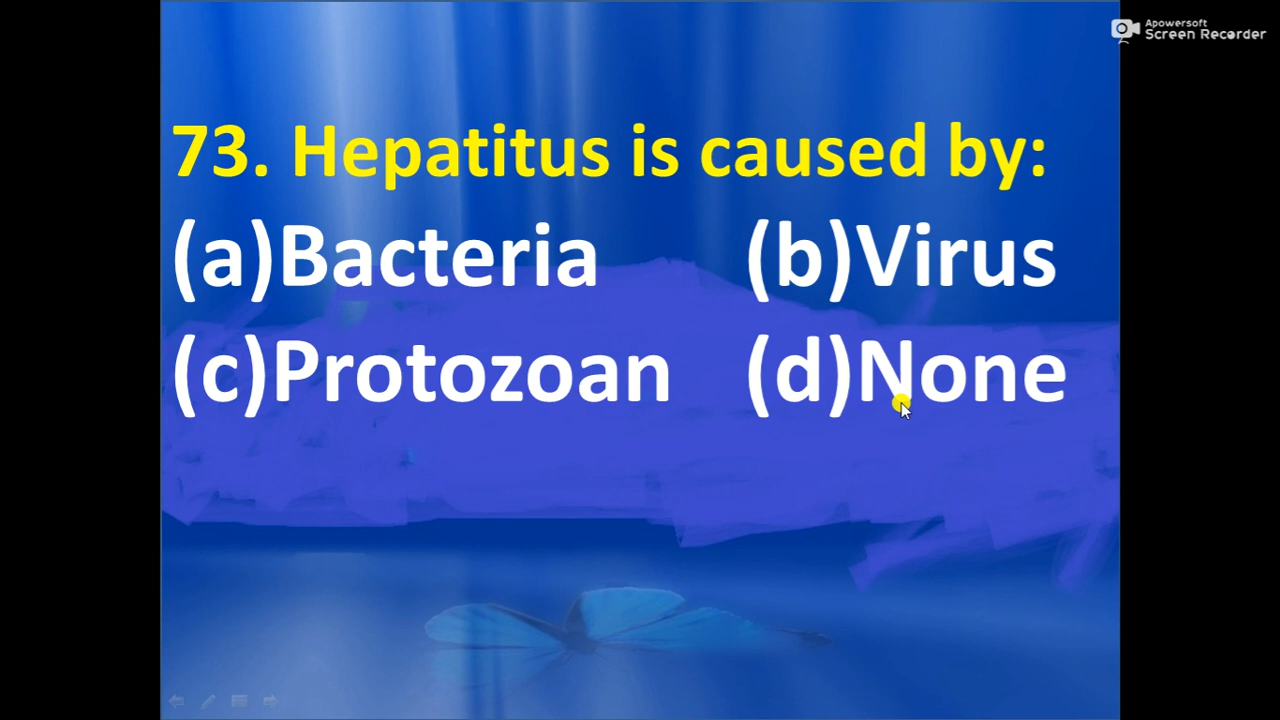 Apowersoft
Screen Recorder
73. Hepatitus is caused by:
(a)Bacteria (b)Virus
(c)Protozoan (d)None